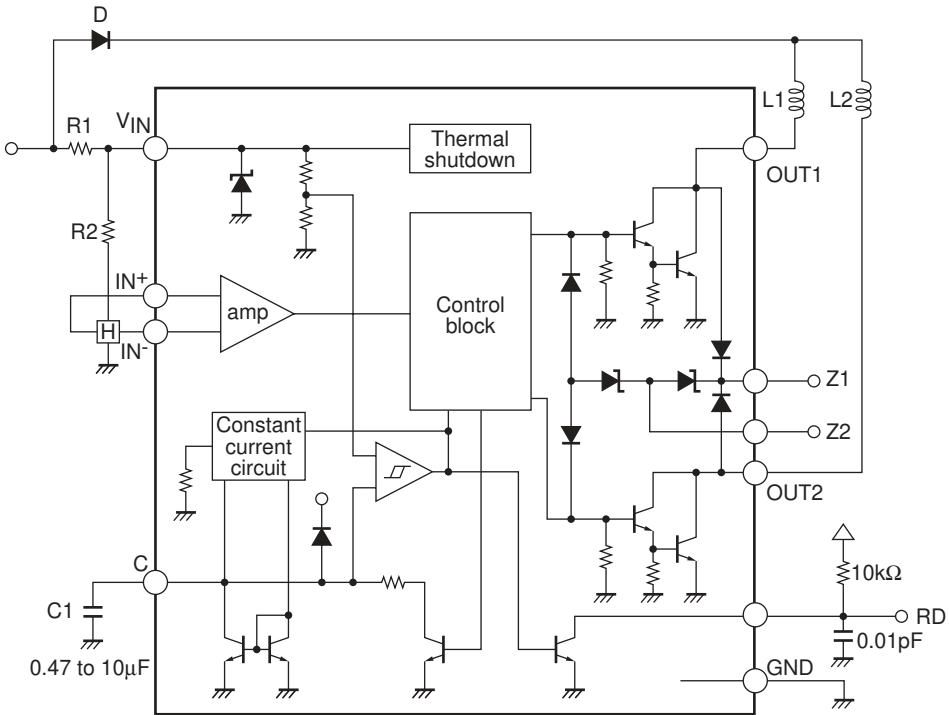 D
L1
L2
R1
VIN
Thermal
shutdown
OUT1
R2
IN+
amp
Control
block
H
IN-
Z1
Constant
current
circuit
Z2
OUT2
C
10kΩ
C1
RD
0.01pF
0.47 to 10μF
GND